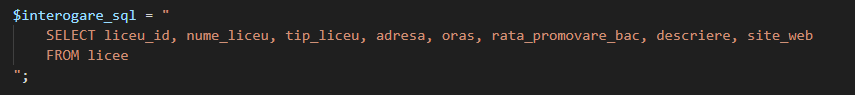 $interogare_sql = "
SELECT liceu_id, nume_liceu, tip_liceu, adresa, oras, rata_promovare_bac, descriere, site_web
FROM licee
";